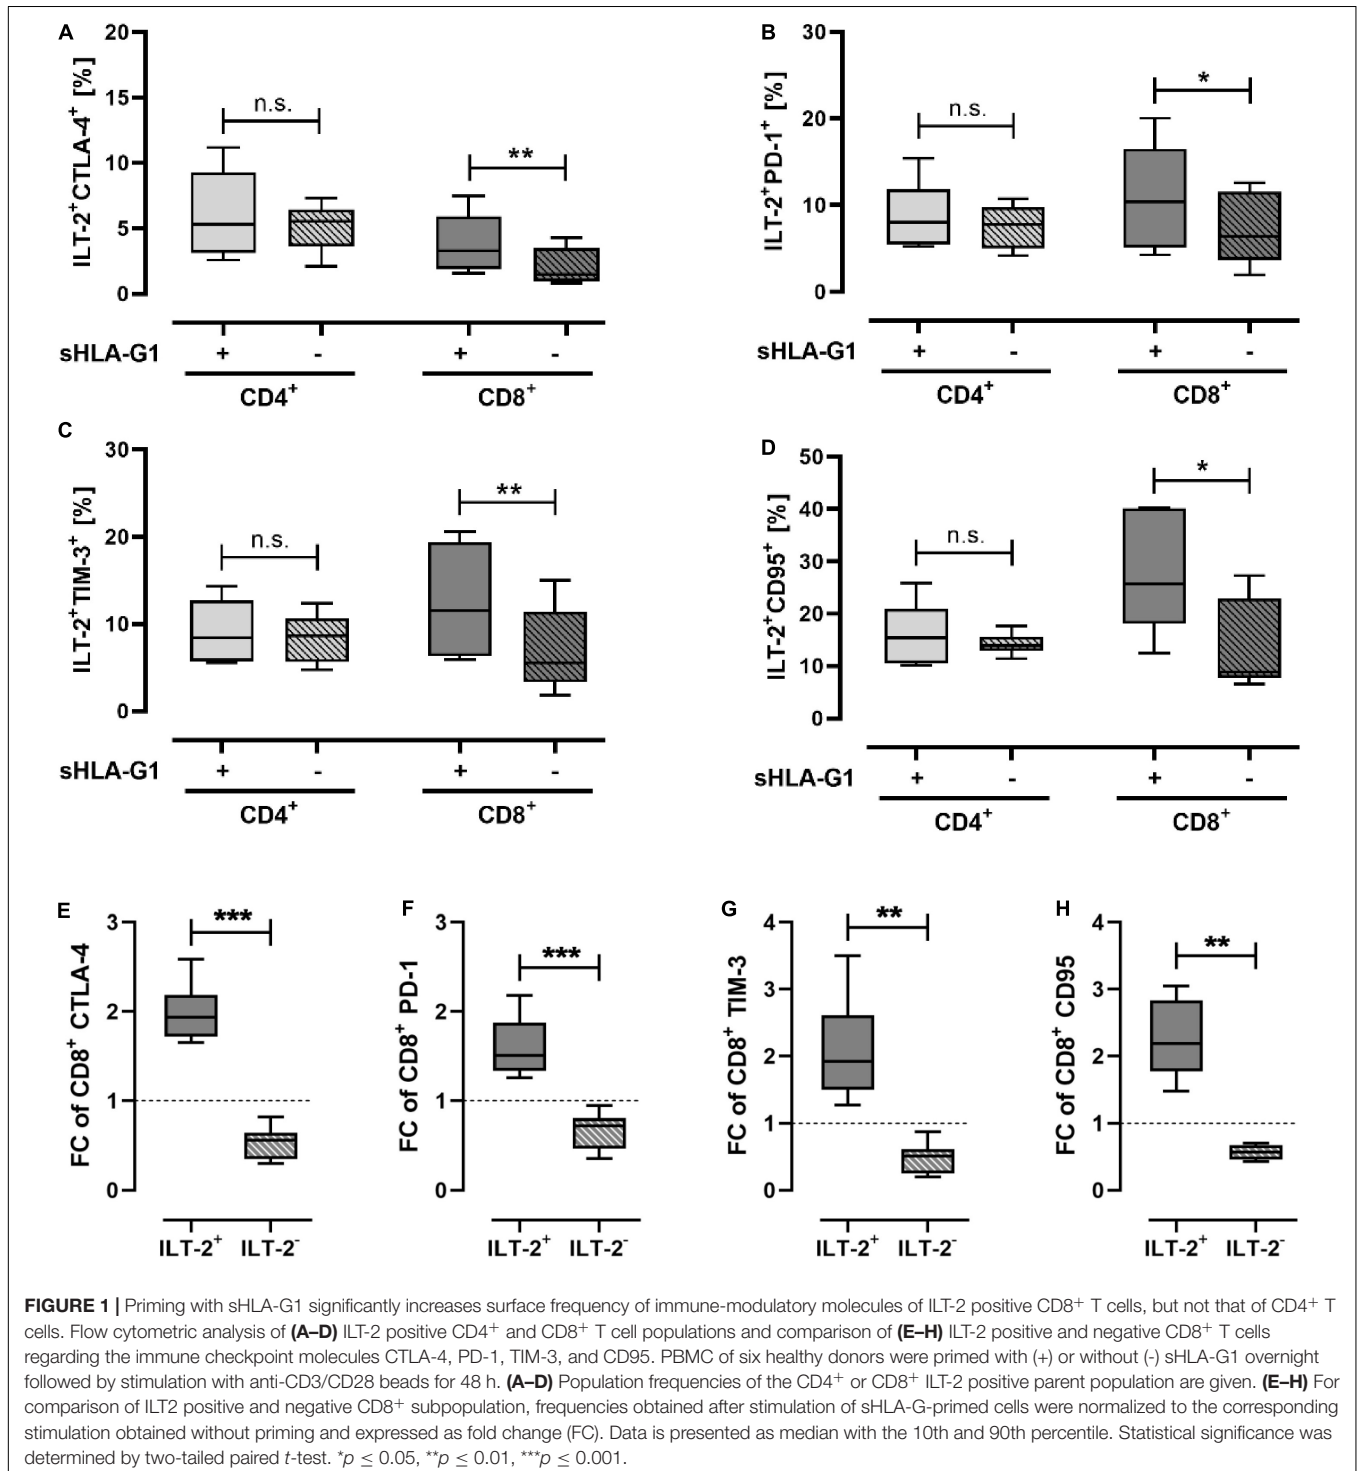 A
20
15
10
5
0
ILT-2⁺CTLA-4⁺ [%]
n.s.
**
sHLA-G1
+ - + -
CD4⁺ CD8⁺
B
30
20
10
0
ILT-2⁺PD-1⁺ [%]
n.s.
*
sHLA-G1
+ - + -
CD4⁺ CD8⁺
C
30
20
10
0
ILT-2⁺TIM-3⁺ [%]
n.s.
**
sHLA-G1
+ - + -
CD4⁺ CD8⁺
D
50
40
30
20
10
0
ILT-2⁺CD95⁺ [%]
n.s.
*
sHLA-G1
+ - + -
CD4⁺ CD8⁺
E
3
2
1
0
FC of CD8⁺ CTLA-4
***
ILT-2⁺ ILT-2⁻
F
3
2
1
0
FC of CD8⁺ PD-1
***
ILT-2⁺ ILT-2⁻
G
4
3
2
1
0
FC of CD8⁺ TIM-3
**
ILT-2⁺ ILT-2⁻
H
4
3
2
1
0
FC of CD8⁺ CD95
**
ILT-2⁺ ILT-2⁻
FIGURE 1 | Priming with sHLA-G1 significantly increases surface frequency of immune-modulatory molecules of ILT-2 positive CD8⁺ T cells, but not that of CD4⁺ T
cells. Flow cytometric analysis of (A–D) ILT-2 positive CD4⁺ and CD8⁺ T cell populations and comparison of (E–H) ILT-2 positive and negative CD8⁺ T cells
regarding the immune checkpoint molecules CTLA-4, PD-1, TIM-3, and CD95. PBMC of six healthy donors were primed with (+) or without (-) sHLA-G1 overnight
followed by stimulation with anti-CD3/CD28 beads for 48 h. (A–D) Population frequencies of the CD4⁺ or CD8⁺ ILT-2 positive parent population are given. (E–H) For
comparison of ILT2 positive and negative CD8⁺ subpopulation, frequencies obtained after stimulation of sHLA-G-primed cells were normalized to the corresponding
stimulation obtained without priming and expressed as fold change (FC). Data is presented as median with the 10th and 90th percentile. Statistical significance was
determined by two-tailed paired t-test. *p ≤ 0.05, **p ≤ 0.01, ***p ≤ 0.001.